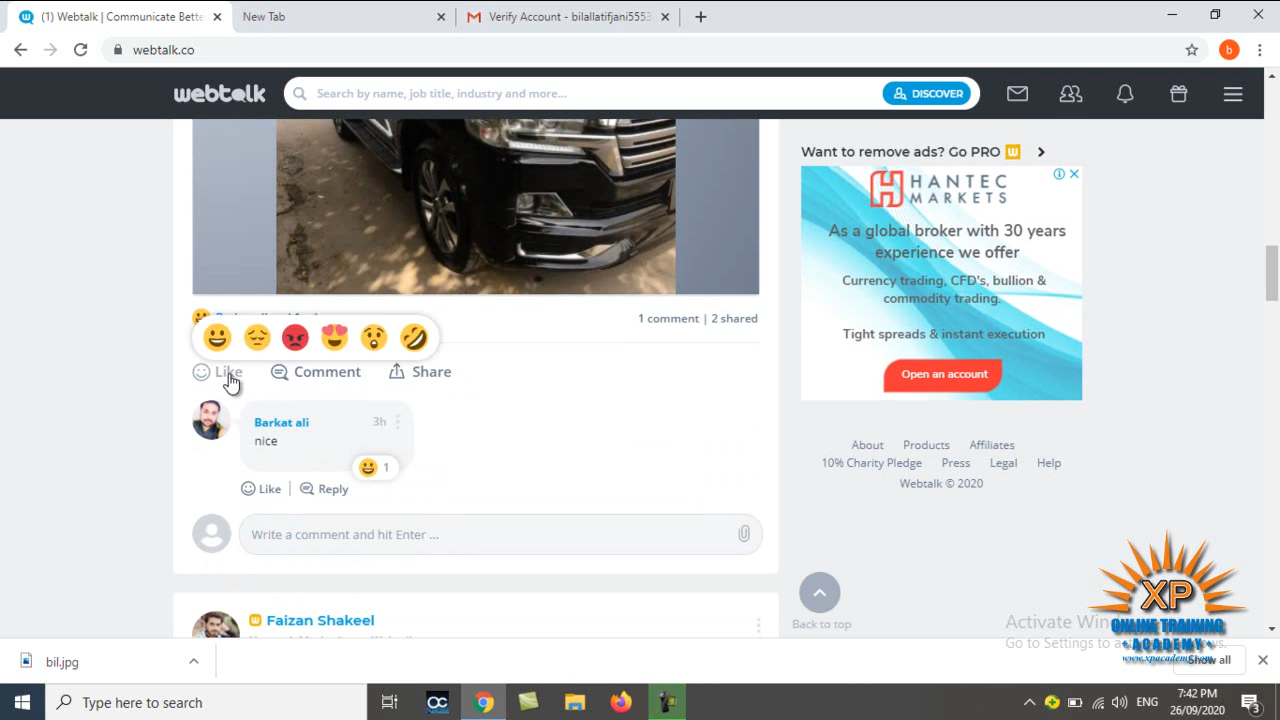 (1) Webtalk | Communicate Bette
New Tab
Verify Account - bilallatifjani5553
webtalk.co
b
webtalk
Search by name, job title, industry and more...
DISCOVER
Want to remove ads? Go PRO
HANTEC
MARKETS
As a global broker with 30 years
experience we offer
Currency trading, CFD's, bullion &
commodity trading.
Tight spreads & instant execution
Open an account
1 comment | 2 shared
Like
Comment
Share
Barkat ali
3h
nice
1
Like
Reply
Write a comment and hit Enter ...
About Products Affiliates
10% Charity Pledge Press Legal Help
Webtalk © 2020
Back to top
Faizan Shakeel
Activate Win
Go to Settings to a
XP
ONLINE TRAINING
ACADEMY
www.xpacademy.com
bil.jpg
Show all
Type here to search
ENG
7:42 PM
26/09/2020
3